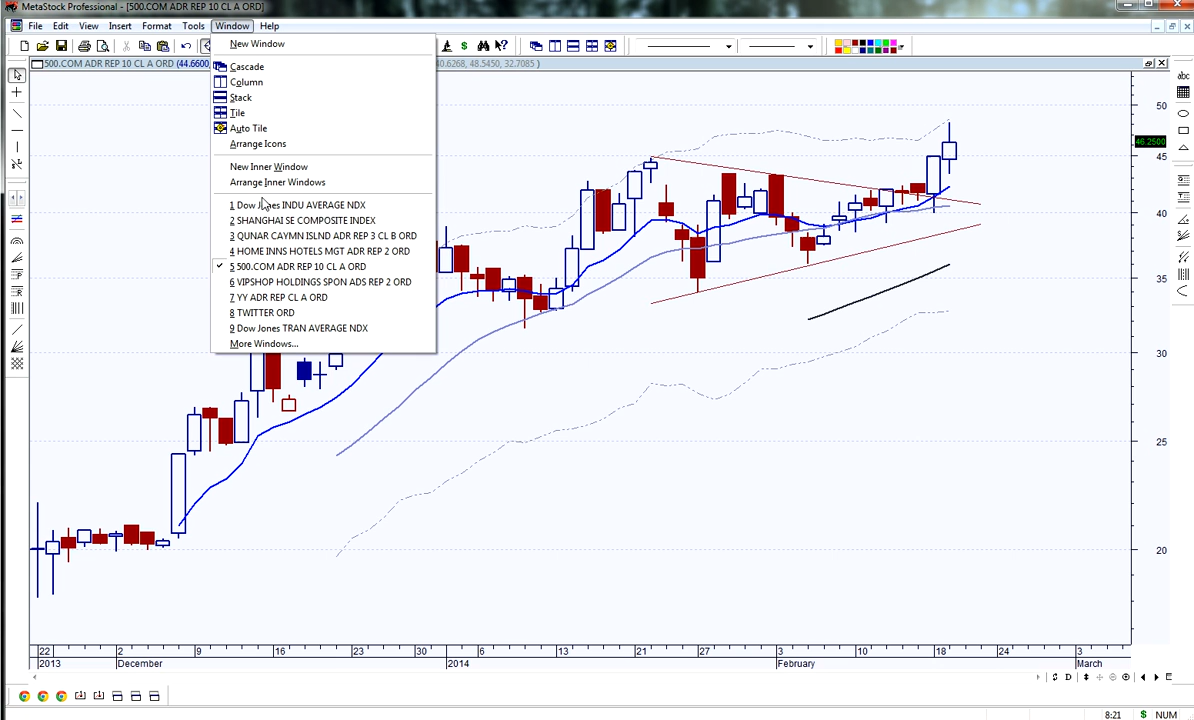 MetaStock Professional - [500.COM ADR REP 10 CL A ORD]
File Edit View Insert Format Tools Window Help
500.COM ADR REP 10 CL A ORD (44.6600, 40.6268, 48.5450, 32.7085 )
New Window
Cascade
Column
Stack
Tile
Auto Tile
Arrange Icons
New Inner Window
Arrange Inner Windows
1 Dow Jones INDU AVERAGE NDX
2 SHANGHAI SE COMPOSITE INDEX
3 QUNAR CAYMN ISLND ADR REP 3 CL B ORD
4 HOME INNS HOTELS MGT ADR REP 2 ORD
5 500.COM ADR REP 10 CL A ORD
6 VIPSHOP HOLDINGS SPON ADS REP 2 ORD
7 YY ADR REP CL A ORD
8 TWITTER ORD
9 Dow Jones TRAN AVERAGE NDX
More Windows...
abc
50
46.2500
45
40
35
30
25
20
22 2 9 16 23 30 6 13 21 27 3 10 18 24 3
2013 December 2014 February March
D
8:21 $ NUM